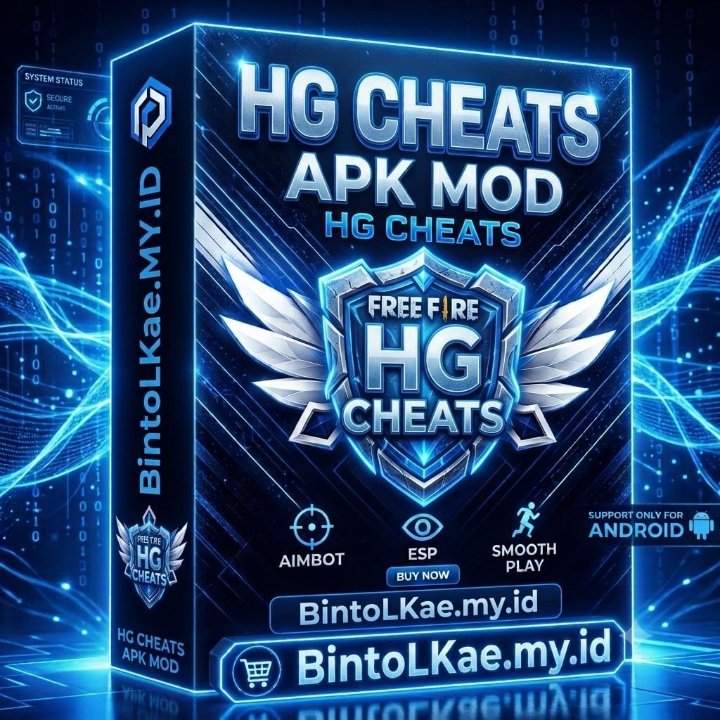 SYSTEM STATUS
SECURE
HG CHEATS
APK MOD
HG CHEATS
FREE FIRE
HG
CHEATS
AIMBOT
ESP
SMOOTH
PLAY
BUY NOW
BintoLKae.my.id
BintoLKae.my.id
SUPPORT ONLY FOR
ANDROID
BintoLKae.MY.ID
FREE FIRE
HG
CHEATS
HG CHEATS
APK MOD